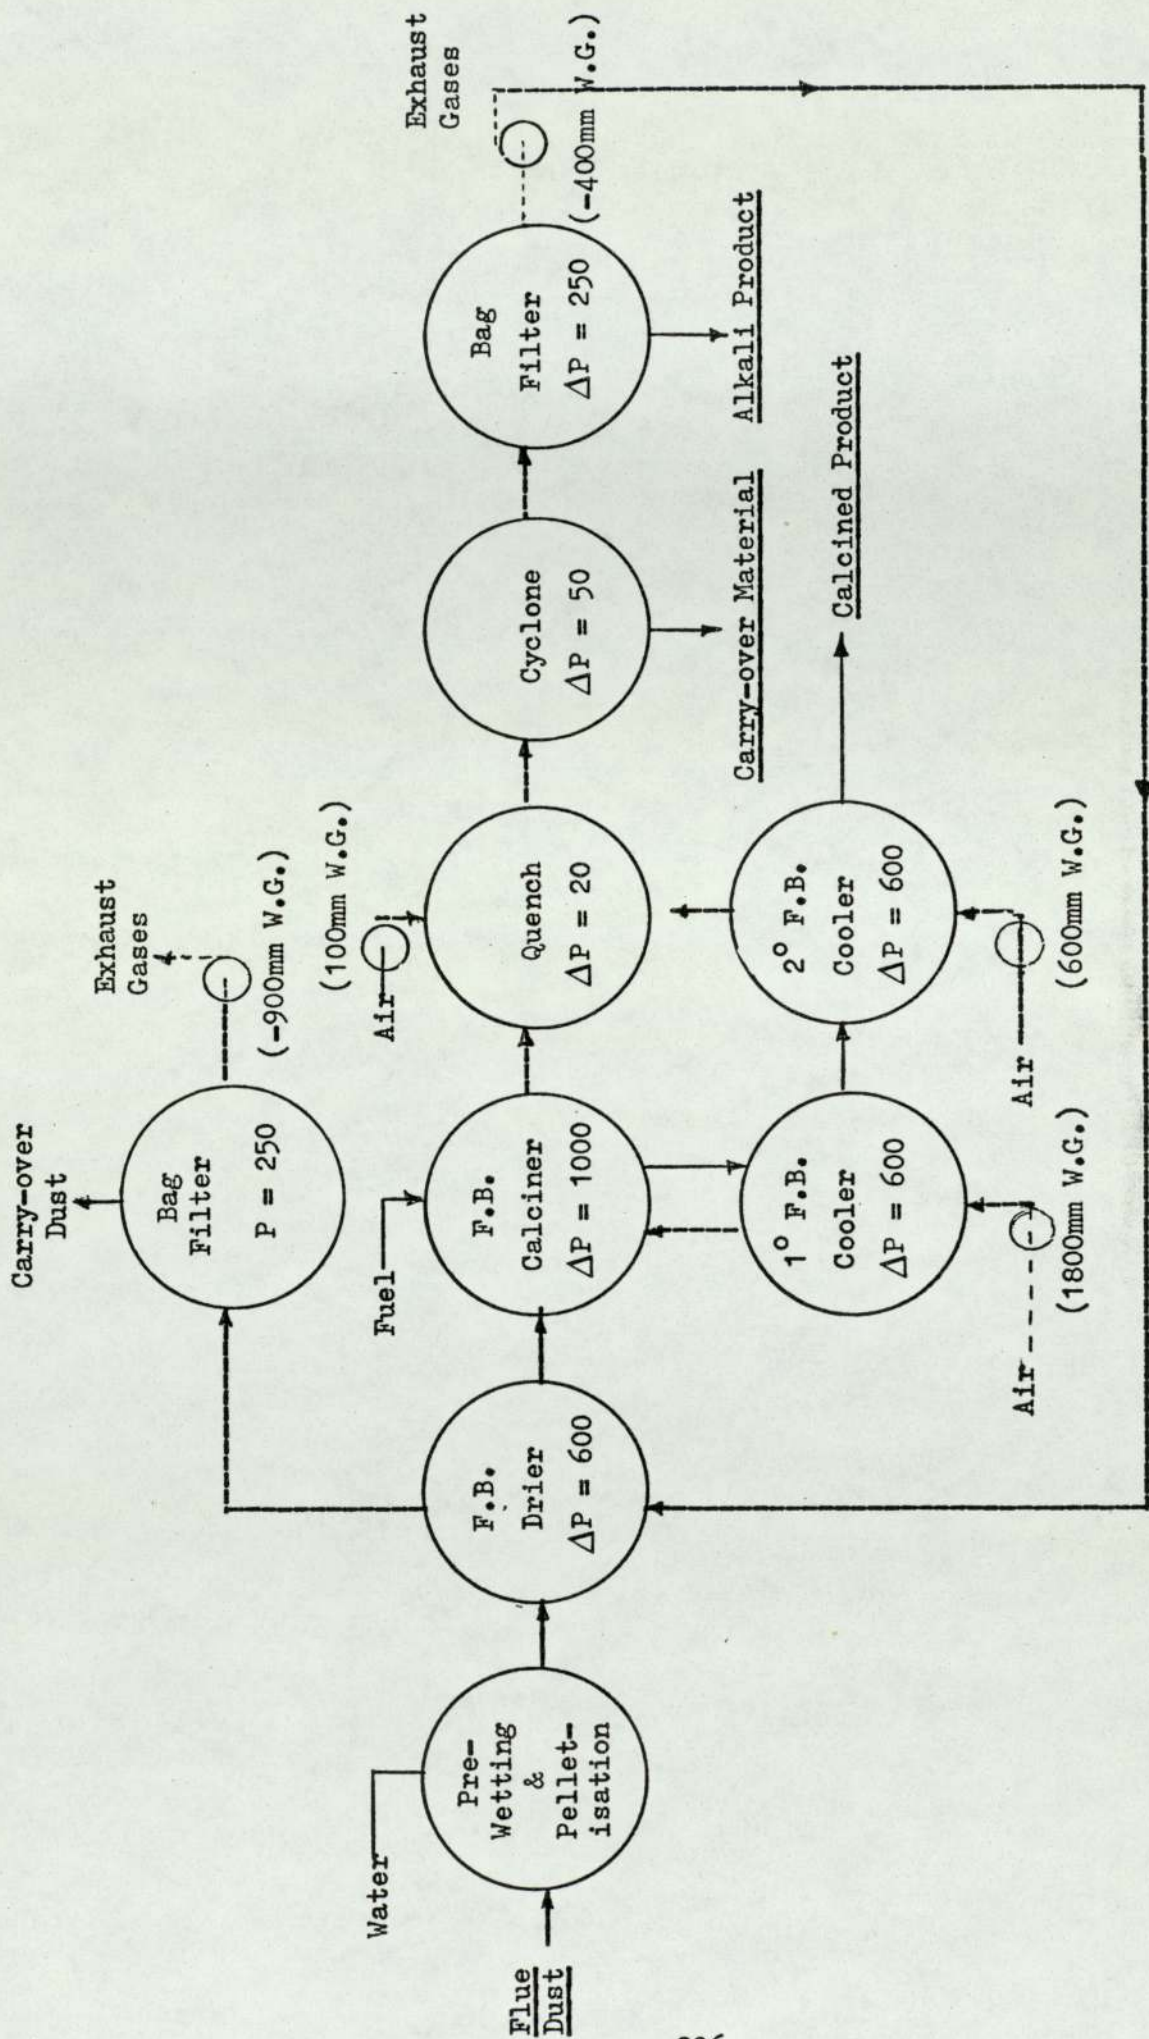 Flue
Dust
Water
Pre-
Wetting
&
Pellet-
isation
F.B.
Drier
ΔP = 600
Carry-over
Dust
Bag
Filter
P = 250
Exhaust
Gases
(-900mm W.G.)
Fuel
F.B.
Calciner
ΔP = 1000
Air
(100mm W.G.)
Quench
ΔP = 20
Cyclone
ΔP = 50
Bag
Filter
ΔP = 250
Exhaust
Gases
(-400mm W.G.)
Carry-over Material
Alkali Product
1° F.B.
Cooler
ΔP = 600
2° F.B.
Cooler
ΔP = 600
Calcined Product
Air
(1800mm W.G.)
Air
(600mm W.G.)